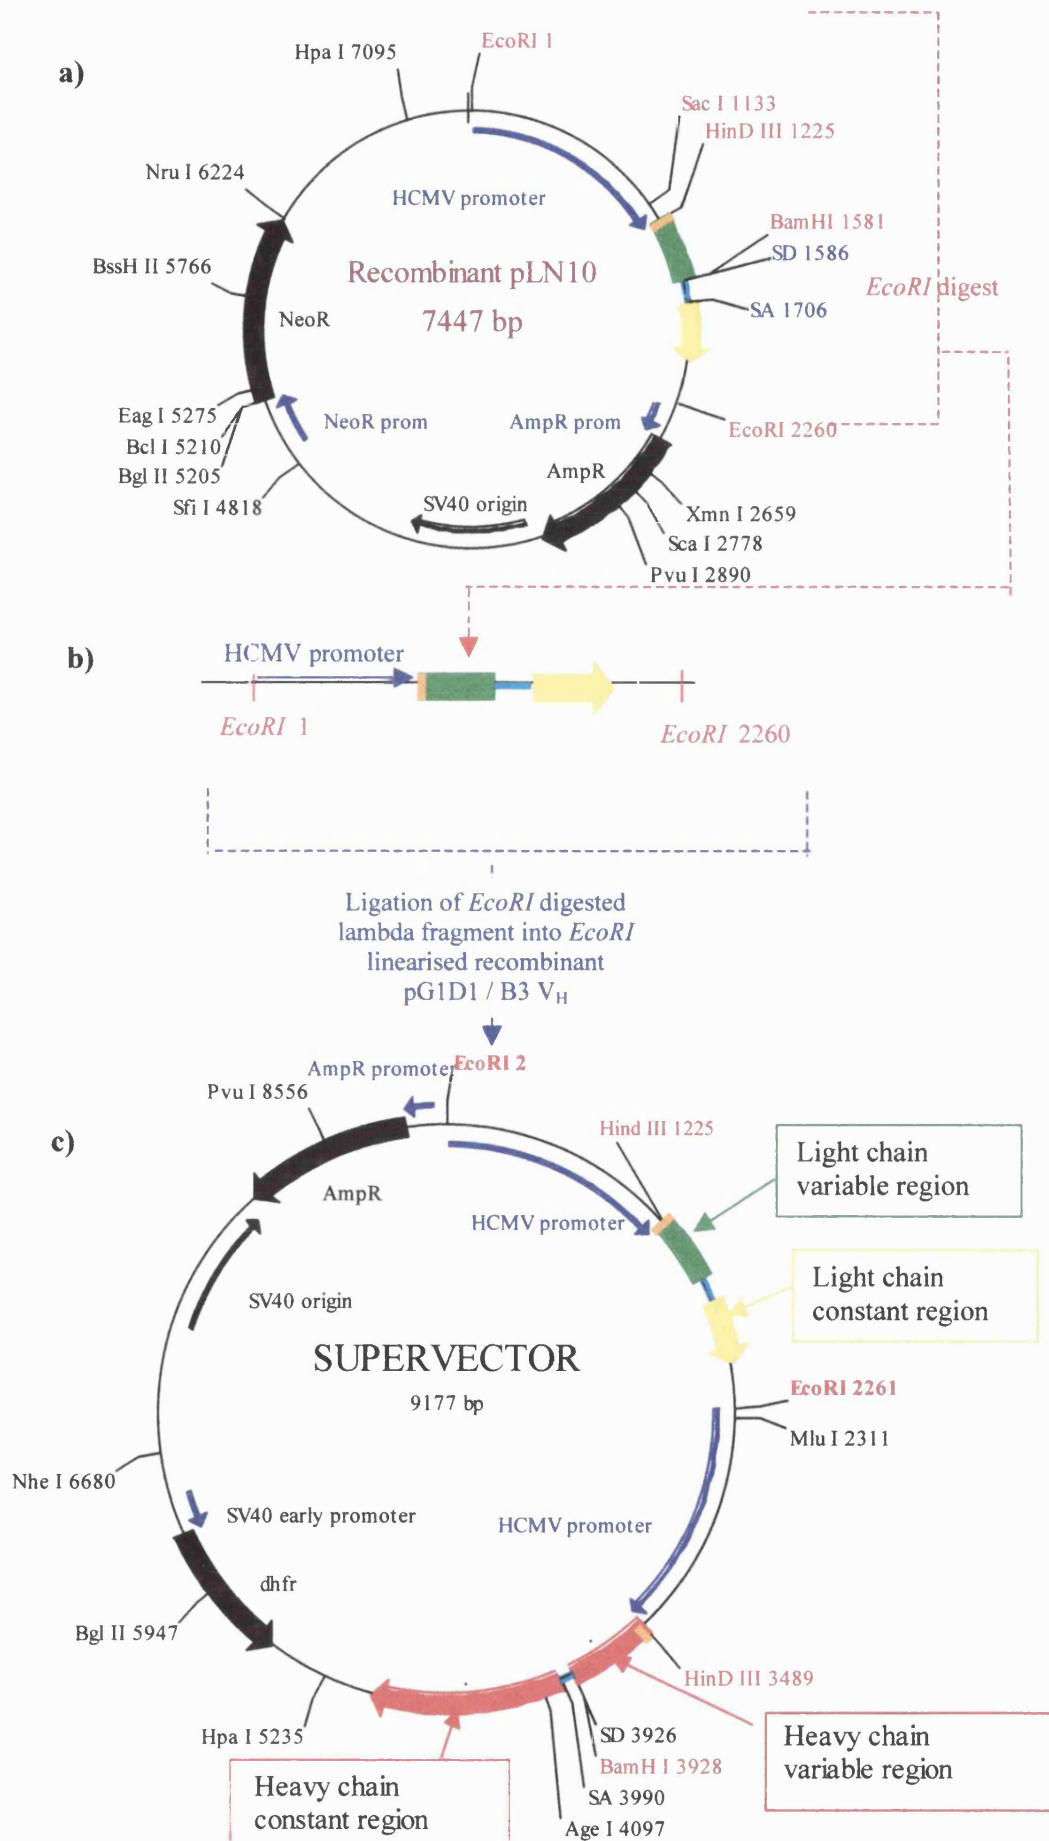 a)
EcoRI 1
Hpa I 7095
Sac I 1133
HinD III 1225
Nru I 6224
HCMV promoter
BamHI 1581
SD 1586
BssH II 5766
Recombinant pLN10
7447 bp
EcoRI digest
SA 1706
NeoR
Eag I 5275
NeoR prom
AmpR prom
EcoRI 2260
Bcl I 5210
Bgl II 5205
AmpR
Sfi I 4818
SV40 origin
Xmn I 2659
Sca I 2778
Pvu I 2890
b)
HCMV promoter
EcoRI 1
EcoRI 2260
Ligation of EcoRI digested
lambda fragment into EcoRI
linearised recombinant
pG1D1 / B3 VH
c)
AmpR promoter
EcoRI 2
Pvu I 8556
Hind III 1225
Light chain
variable region
AmpR
HCMV promoter
Light chain
constant region
SV40 origin
SUPERVECTOR
9177 bp
EcoRI 2261
Mlu I 2311
Nhe I 6680
SV40 early promoter
HCMV promoter
dhfr
Bgl II 5947
HinD III 3489
Hpa I 5235
SD 3926
BamH I 3928
SA 3990
Age I 4097
Heavy chain
variable region
Heavy chain
constant region